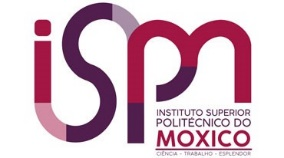 ispm
INSTITUTO SUPERIOR
POLITÉCNICO DO
MOXICO
CIÊNCIA - TRABALHO - ESPLENDOR